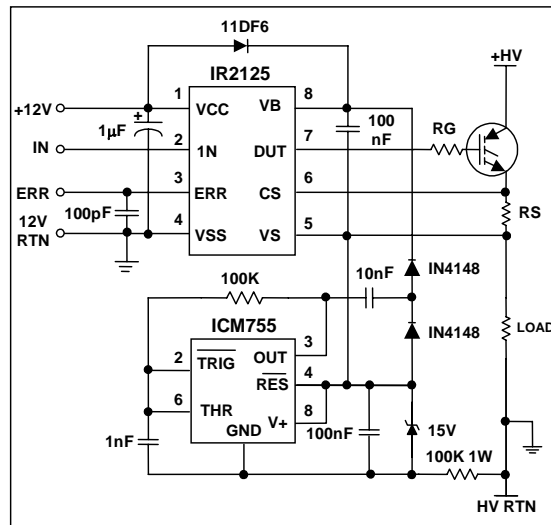 11DF6
IR2125
+HV
+12V
1 VCC VB 8
1μF
+
100 nF
IN
2 1N DUT 7
RG
ERR
3 ERR CS 6
100pF
RS
12V RTN
4 VSS VS 5
100K
10nF
IN4148
ICM755
IN4148
LOAD
3 OUT
2 TRIG
4 RES
6 THR
8 V+
GND
1nF
100nF
15V
100K 1W
HV RTN